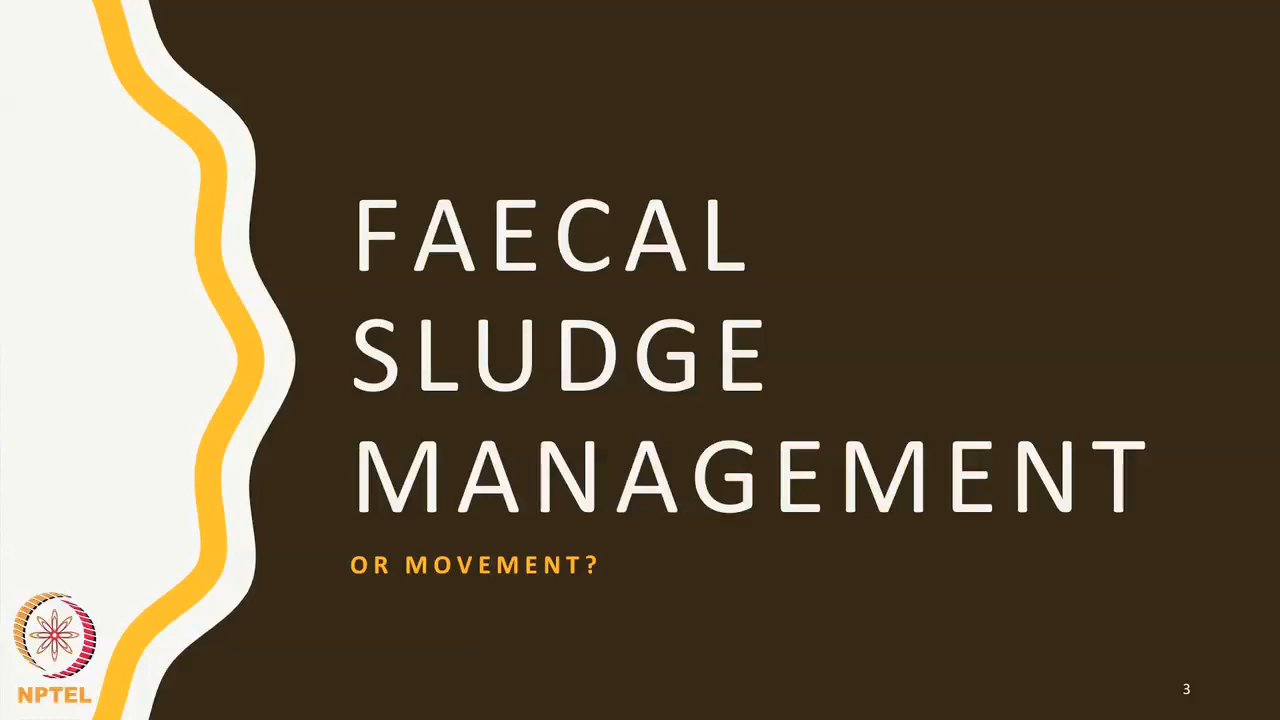 FAECAL
SLUDGE
MANAGEMENT
OR MOVEMENT?
NPTEL
3